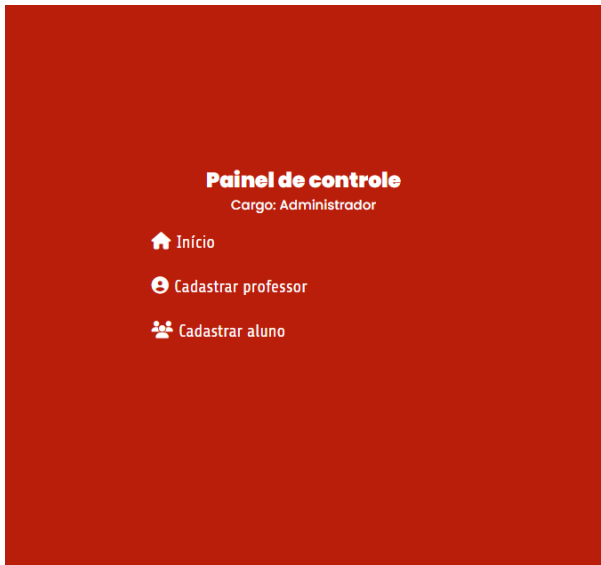 Painel de controle
Cargo: Administrador
Início
Cadastrar professor
Cadastrar aluno